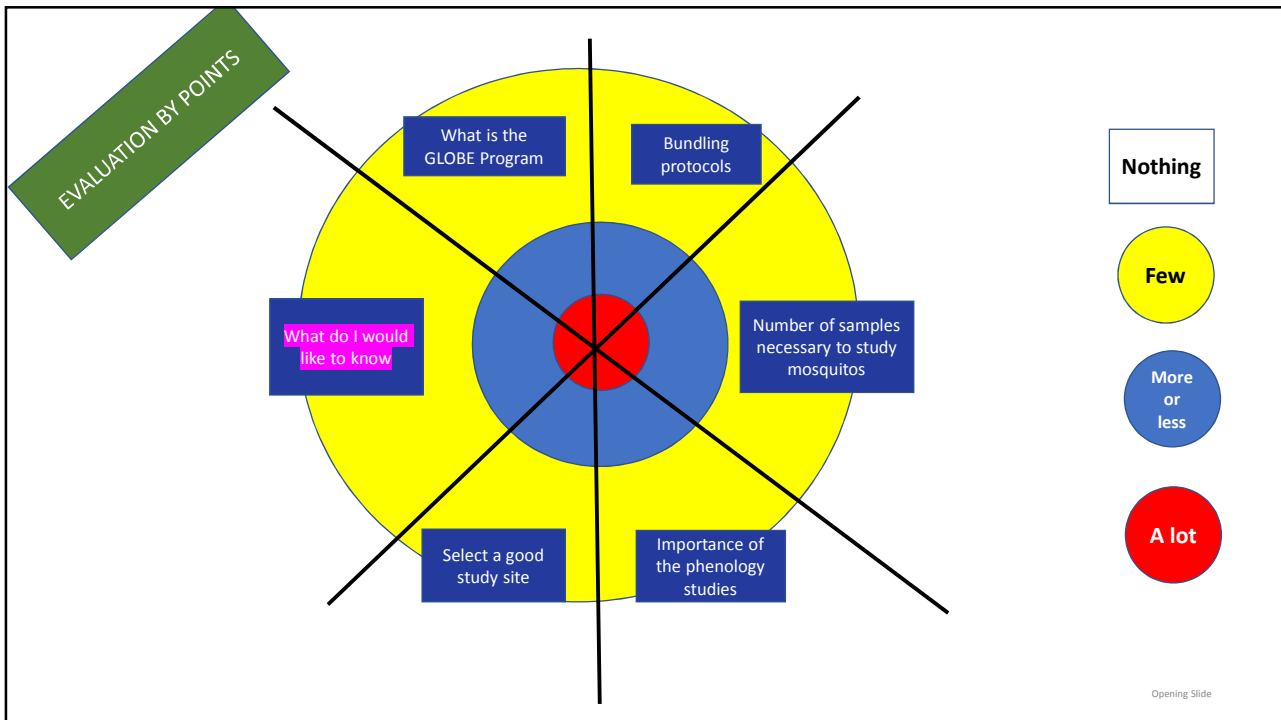 EVALUATION BY POINTS
What is the
GLOBE Program
Bundling
protocols
What do I would
like to know
Number of samples
necessary to study
mosquitos
Select a good
study site
Importance of
the phenology
studies
Nothing
Few
More
or
less
A lot
Opening Slide